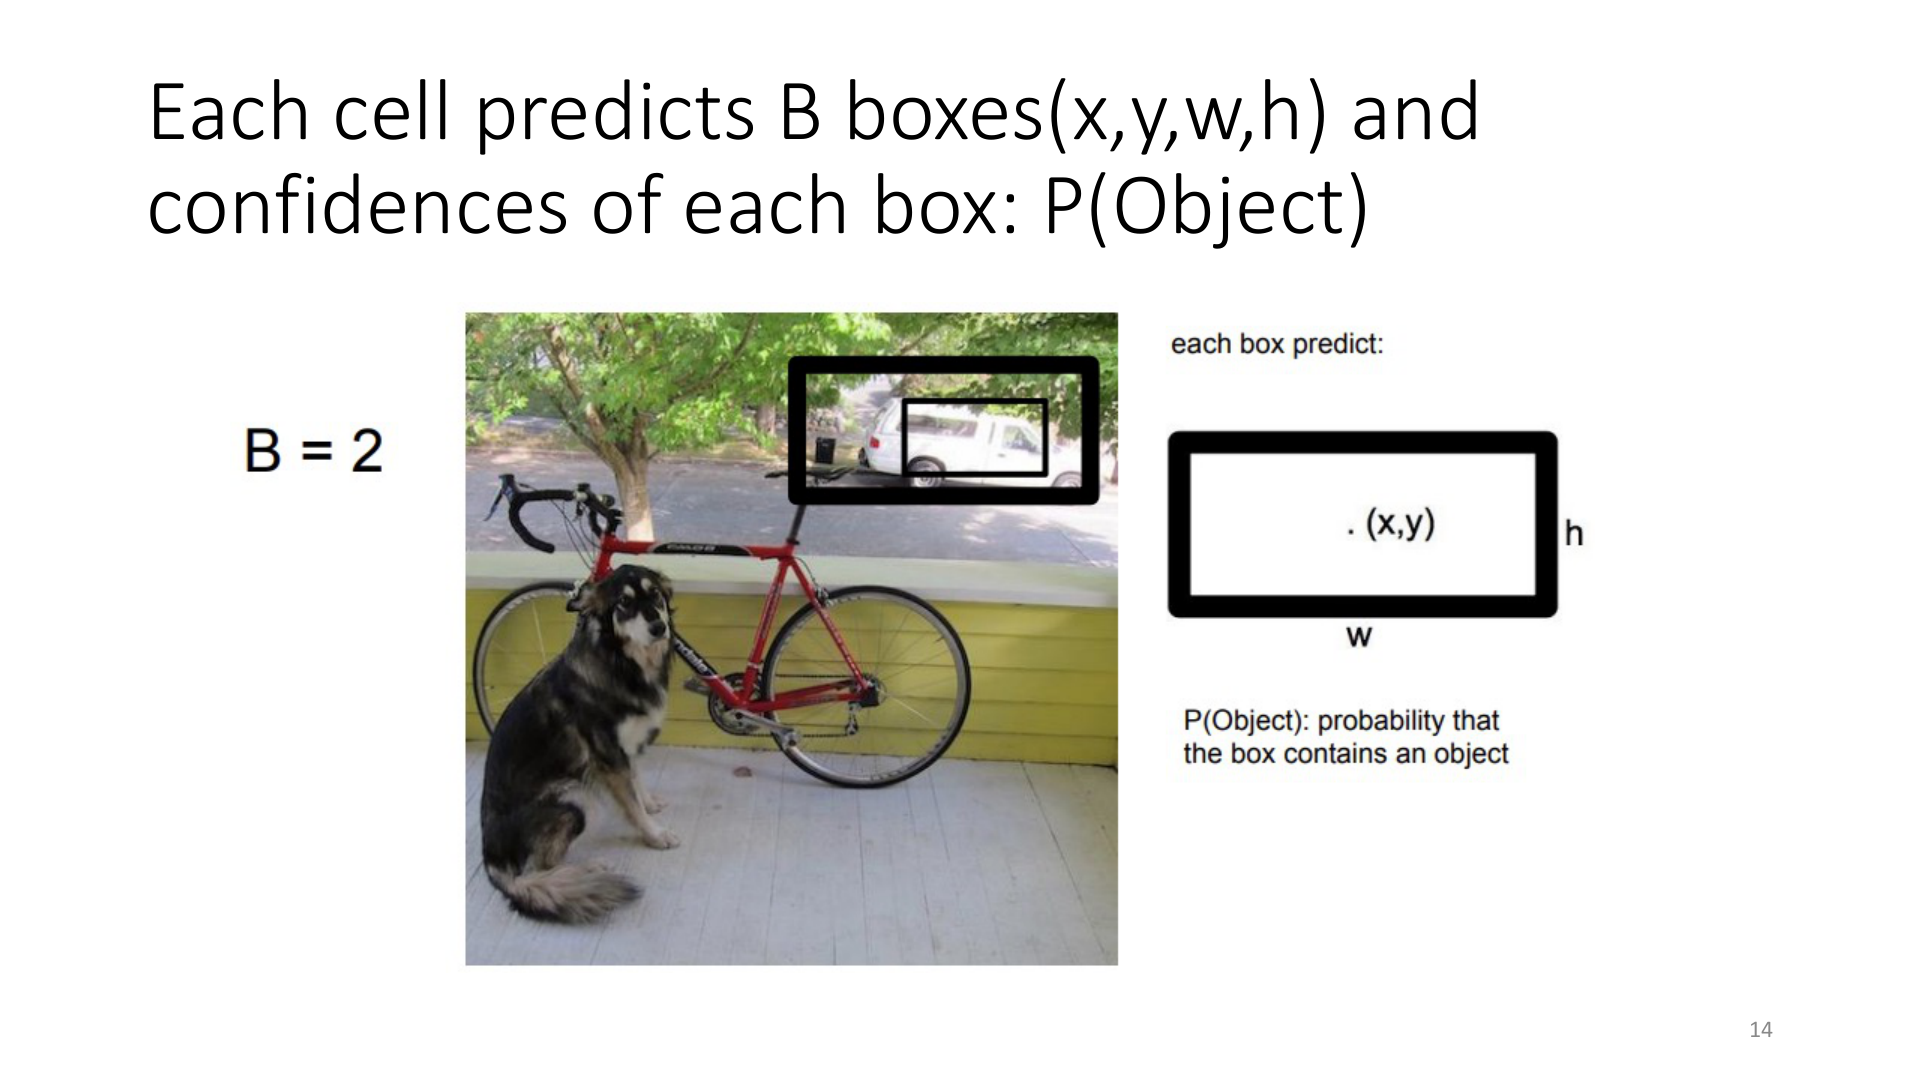 Each cell predicts B boxes(x,y,w,h) and
confidences of each box: P(Object)
B = 2
each box predict:
. (x,y)
h
w
P(Object): probability that
the box contains an object
14